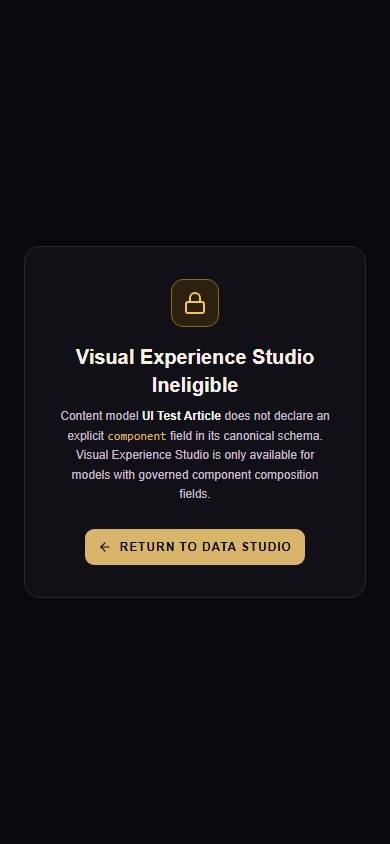 Visual Experience Studio
Ineligible
Content model UI Test Article does not declare an
explicit component field in its canonical schema.
Visual Experience Studio is only available for
models with governed component composition
fields.
← RETURN TO DATA STUDIO